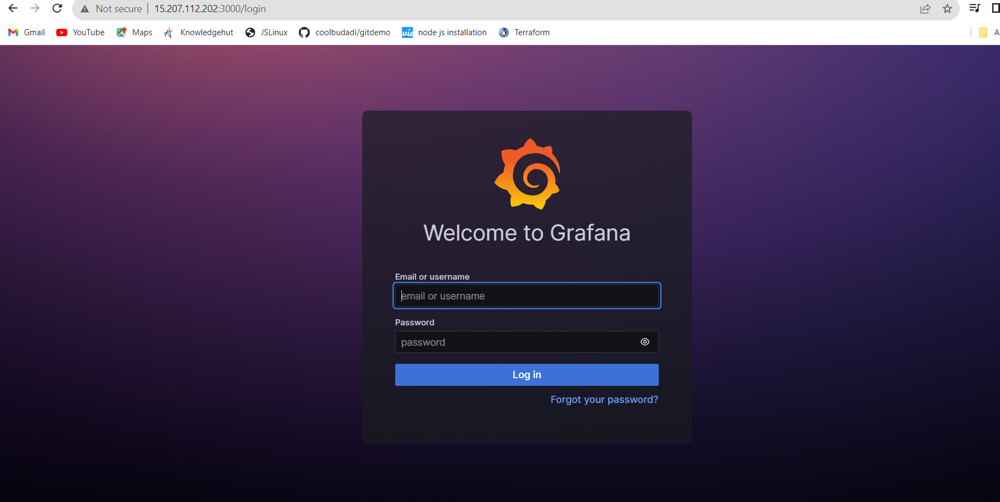 Not secure 15.207.112.202:3000/login
Gmail YouTube Maps Knowledgehut JSLinux coolbudadi/gitdemo vie node js installation Terraform A
Welcome to Grafana
Email or username
email or username
Password
password
Log in
Forgot your password?